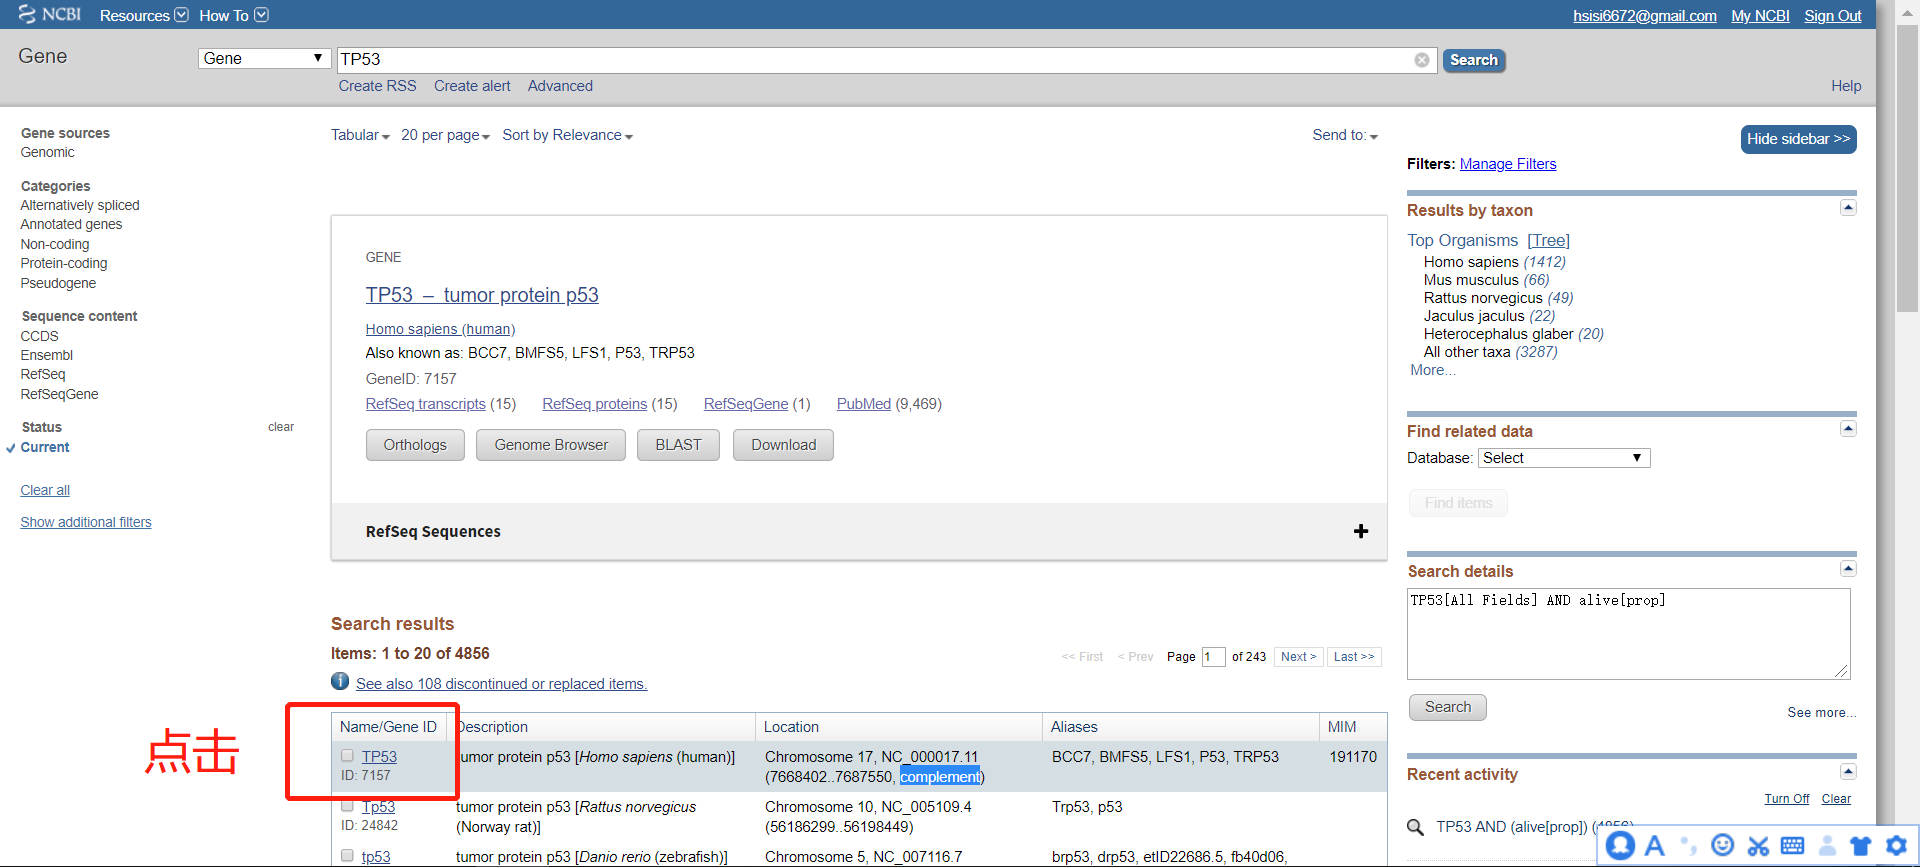 NCBI Resources How To hsisi6672@gmail.com My NCBI Sign Out
Gene Gene TP53 Search
Create RSS Create alert Advanced Help
Gene sources
Genomic
Categories
Alternatively spliced
Annotated genes
Non-coding
Protein-coding
Pseudogene
Sequence content
CCDS
Ensembl
RefSeq
RefSeqGene
Status clear
Current
Clear all
Show additional filters
Tabular 20 per page Sort by Relevance Send to:
GENE
TP53 – tumor protein p53
Homo sapiens (human)
Also known as: BCC7, BMFS5, LFS1, P53, TRP53
GeneID: 7157
RefSeq transcripts (15) RefSeq proteins (15) RefSeqGene (1) PubMed (9,469)
Orthologs Genome Browser BLAST Download
RefSeq Sequences
Search results
Items: 1 to 20 of 4856
<< First < Prev Page 1 of 243 Next > Last >>
See also 108 discontinued or replaced items.
点击
Name/Gene ID Description Location Aliases MIM
TP53 tumor protein p53 [Homo sapiens (human)] Chromosome 17, NC_000017.11 BCC7, BMFS5, LFS1, P53, TRP53 191170
ID: 7157 (7668402..7687550, complement)
Tp53 tumor protein p53 [Rattus norvegicus Chromosome 10, NC_005109.4 Trp53, p53
ID: 24842 (Norway rat)] (56186299..56198449)
tp53 tumor protein p53 [Danio rerio (zebrafish)] Chromosome 5, NC_007116.7 brp53, drp53, etID22686.5, fb40d06,
Hide sidebar >>
Filters: Manage Filters
Results by taxon
Top Organisms [Tree]
Homo sapiens (1412)
Mus musculus (66)
Rattus norvegicus (49)
Jaculus jaculus (22)
Heterocephalus glaber (20)
All other taxa (3287)
More...
Find related data
Database: Select
Find items
Search details
TP53[All Fields] AND alive[prop]
Search
See more...
Recent activity
Turn Off Clear
TP53 AND (alive[prop]) (4856)
A